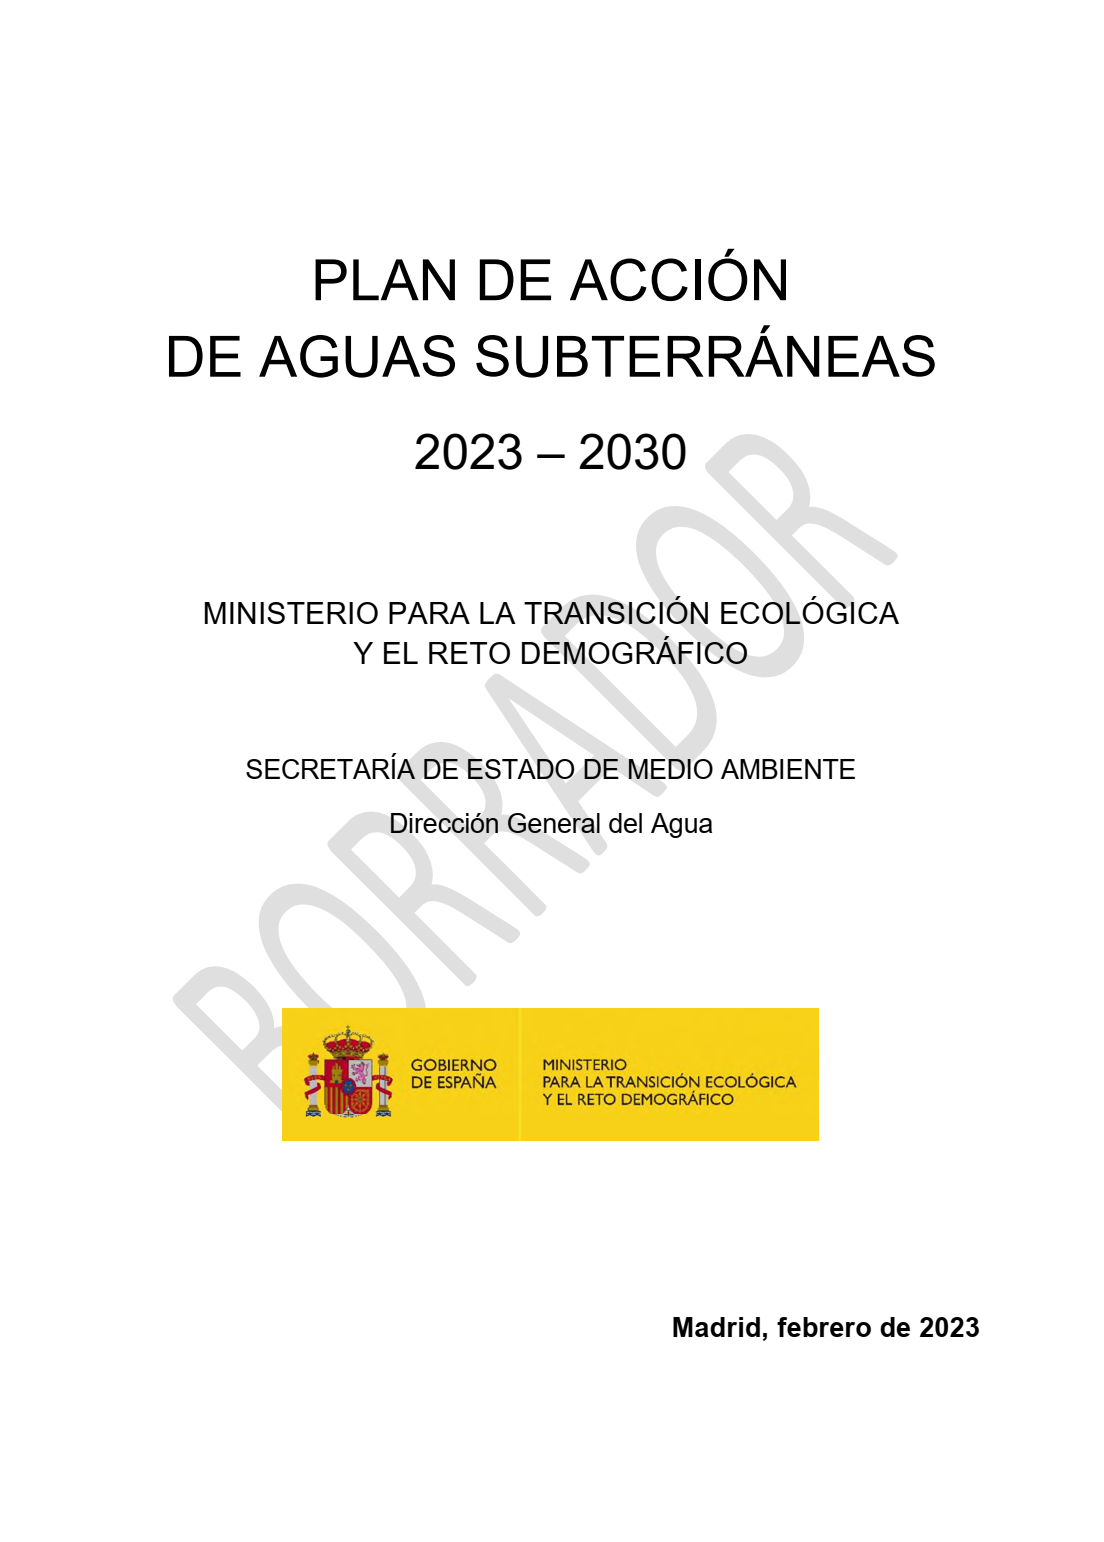 PLAN DE ACCIÓN
DE AGUAS SUBTERRÁNEAS
2023 – 2030
BORRADOR
MINISTERIO PARA LA TRANSICIÓN ECOLÓGICA
Y EL RETO DEMOGRÁFICO
SECRETARÍA DE ESTADO DE MEDIO AMBIENTE
Dirección General del Agua
GOBIERNO
DE ESPAÑA
MINISTERIO
PARA LA TRANSICIÓN ECOLÓGICA
Y EL RETO DEMOGRÁFICO
Madrid, febrero de 2023